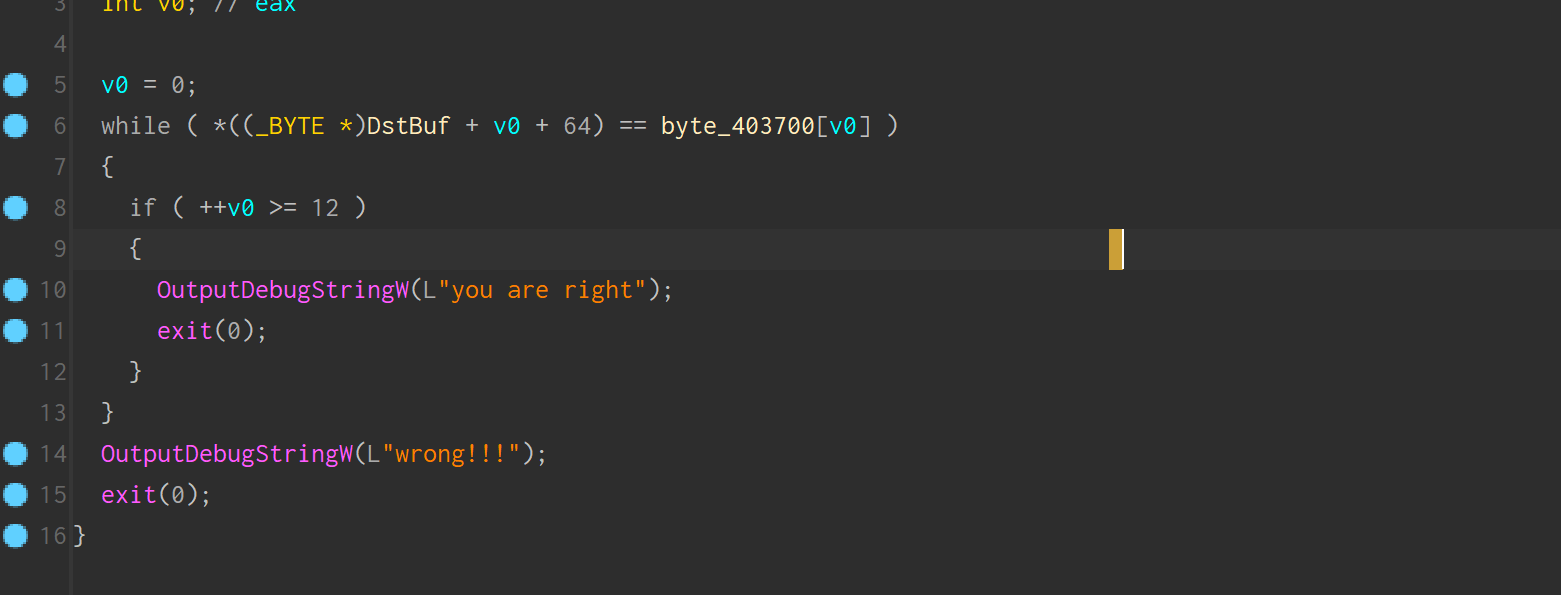 3 int v0; // eax
4
5 v0 = 0;
6 while ( *((_BYTE *)DstBuf + v0 + 64) == byte_403700[v0] )
7 {
8 if ( ++v0 >= 12 )
9 {
10 OutputDebugStringW(L"you are right");
11 exit(0);
12 }
13 }
14 OutputDebugStringW(L"wrong!!!");
15 exit(0);
16 }